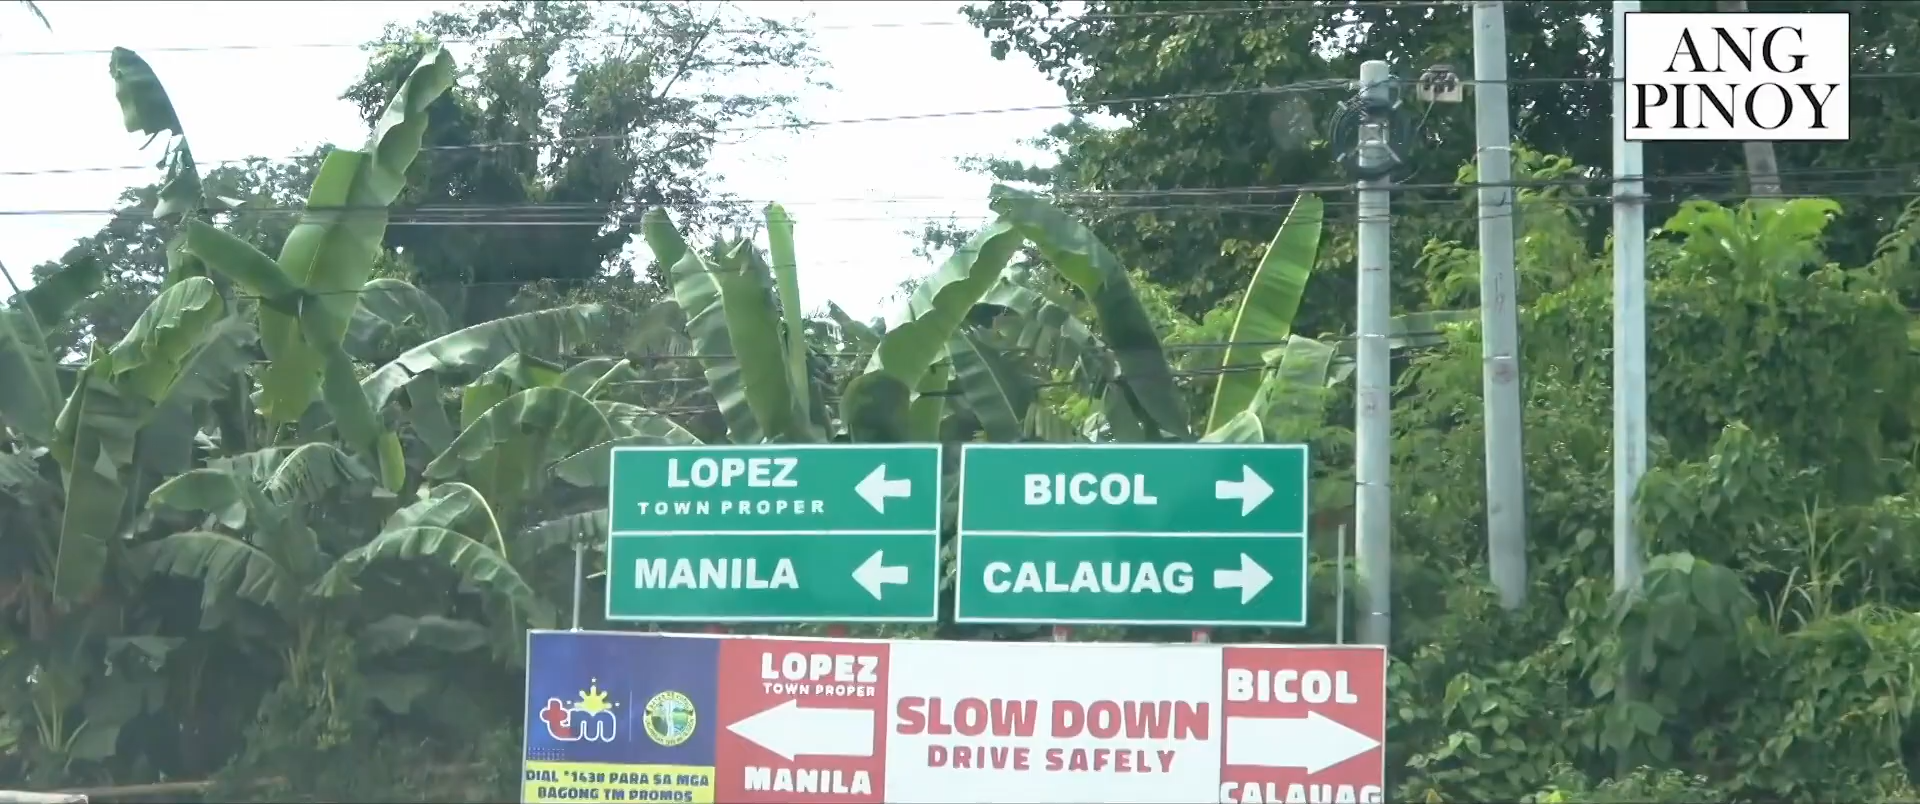 ANG
PINOY
LOPEZ
TOWN PROPER
MANILA
BICOL
CALAUAG
tm
DIAL *143# PARA SA MGA
BAGONG TM PROMOS
LOPEZ
TOWN PROPER
MANILA
SLOW DOWN
DRIVE SAFELY
BICOL
CALAUAG